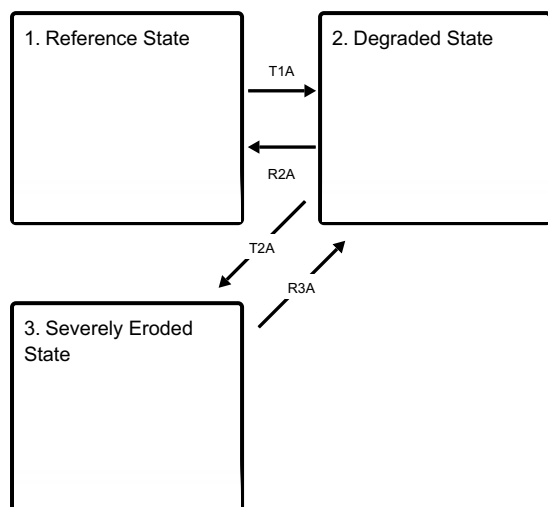 1. Reference State
2. Degraded State
T1A
R2A
T2A
R3A
3. Severely Eroded
State